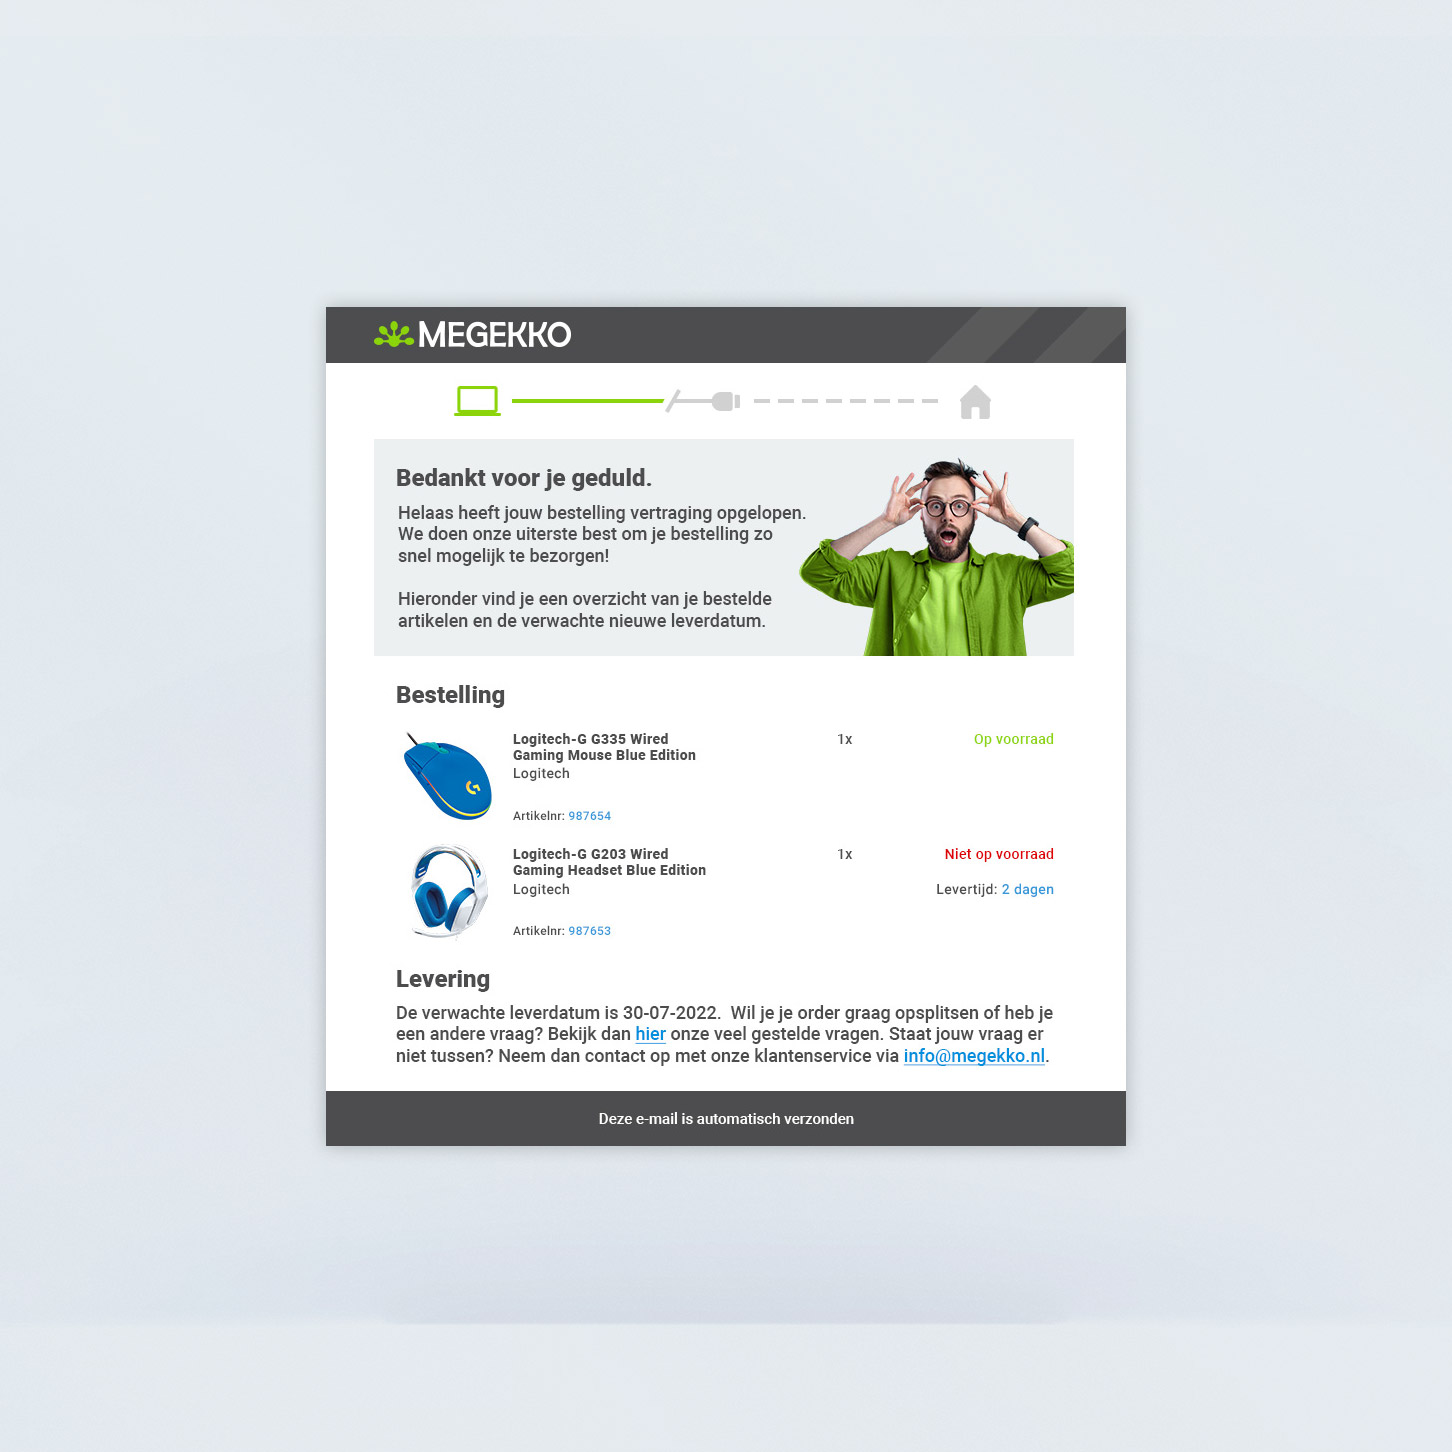 MEGEKKO
Bedankt voor je geduld.
Helaas heeft jouw bestelling vertraging opgelopen.
We doen onze uiterste best om je bestelling zo
snel mogelijk te bezorgen!
Hieronder vind je een overzicht van je bestelde
artikelen en de verwachte nieuwe leverdatum.
Bestelling
Logitech-G G335 Wired 1x Op voorraad
Gaming Mouse Blue Edition
Logitech
Artikelnr: 987654
Logitech-G G203 Wired 1x Niet op voorraad
Gaming Headset Blue Edition
Logitech Levertijd: 2 dagen
Artikelnr: 987653
Levering
De verwachte leverdatum is 30-07-2022. Wil je je order graag opsplitsen of heb je
een andere vraag? Bekijk dan hier onze veel gestelde vragen. Staat jouw vraag er
niet tussen? Neem dan contact op met onze klantenservice via info@megekko.nl.
Deze e-mail is automatisch verzonden